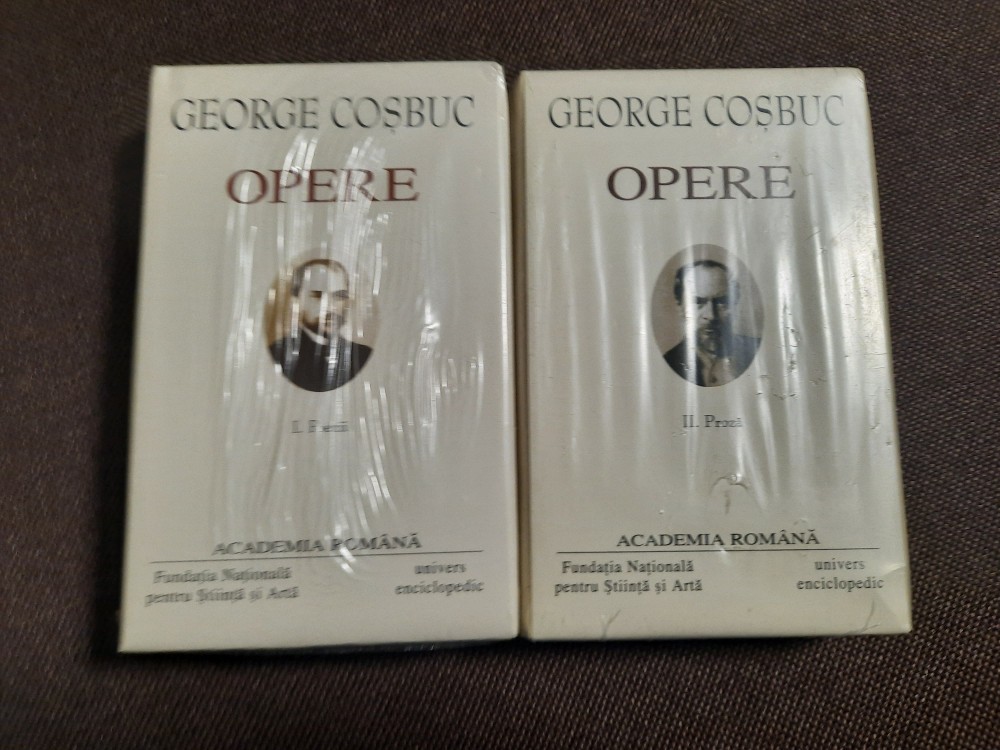 GEORGE COȘBUC
OPERE
I. Poezii
ACADEMIA ROMÂNĂ
Fundația Națională
pentru Știință și Artă
univers
enciclopedic
GEORGE COȘBUC
OPERE
II. Proză
ACADEMIA ROMÂNĂ
Fundația Națională
pentru Știință și Artă
univers
enciclopedic